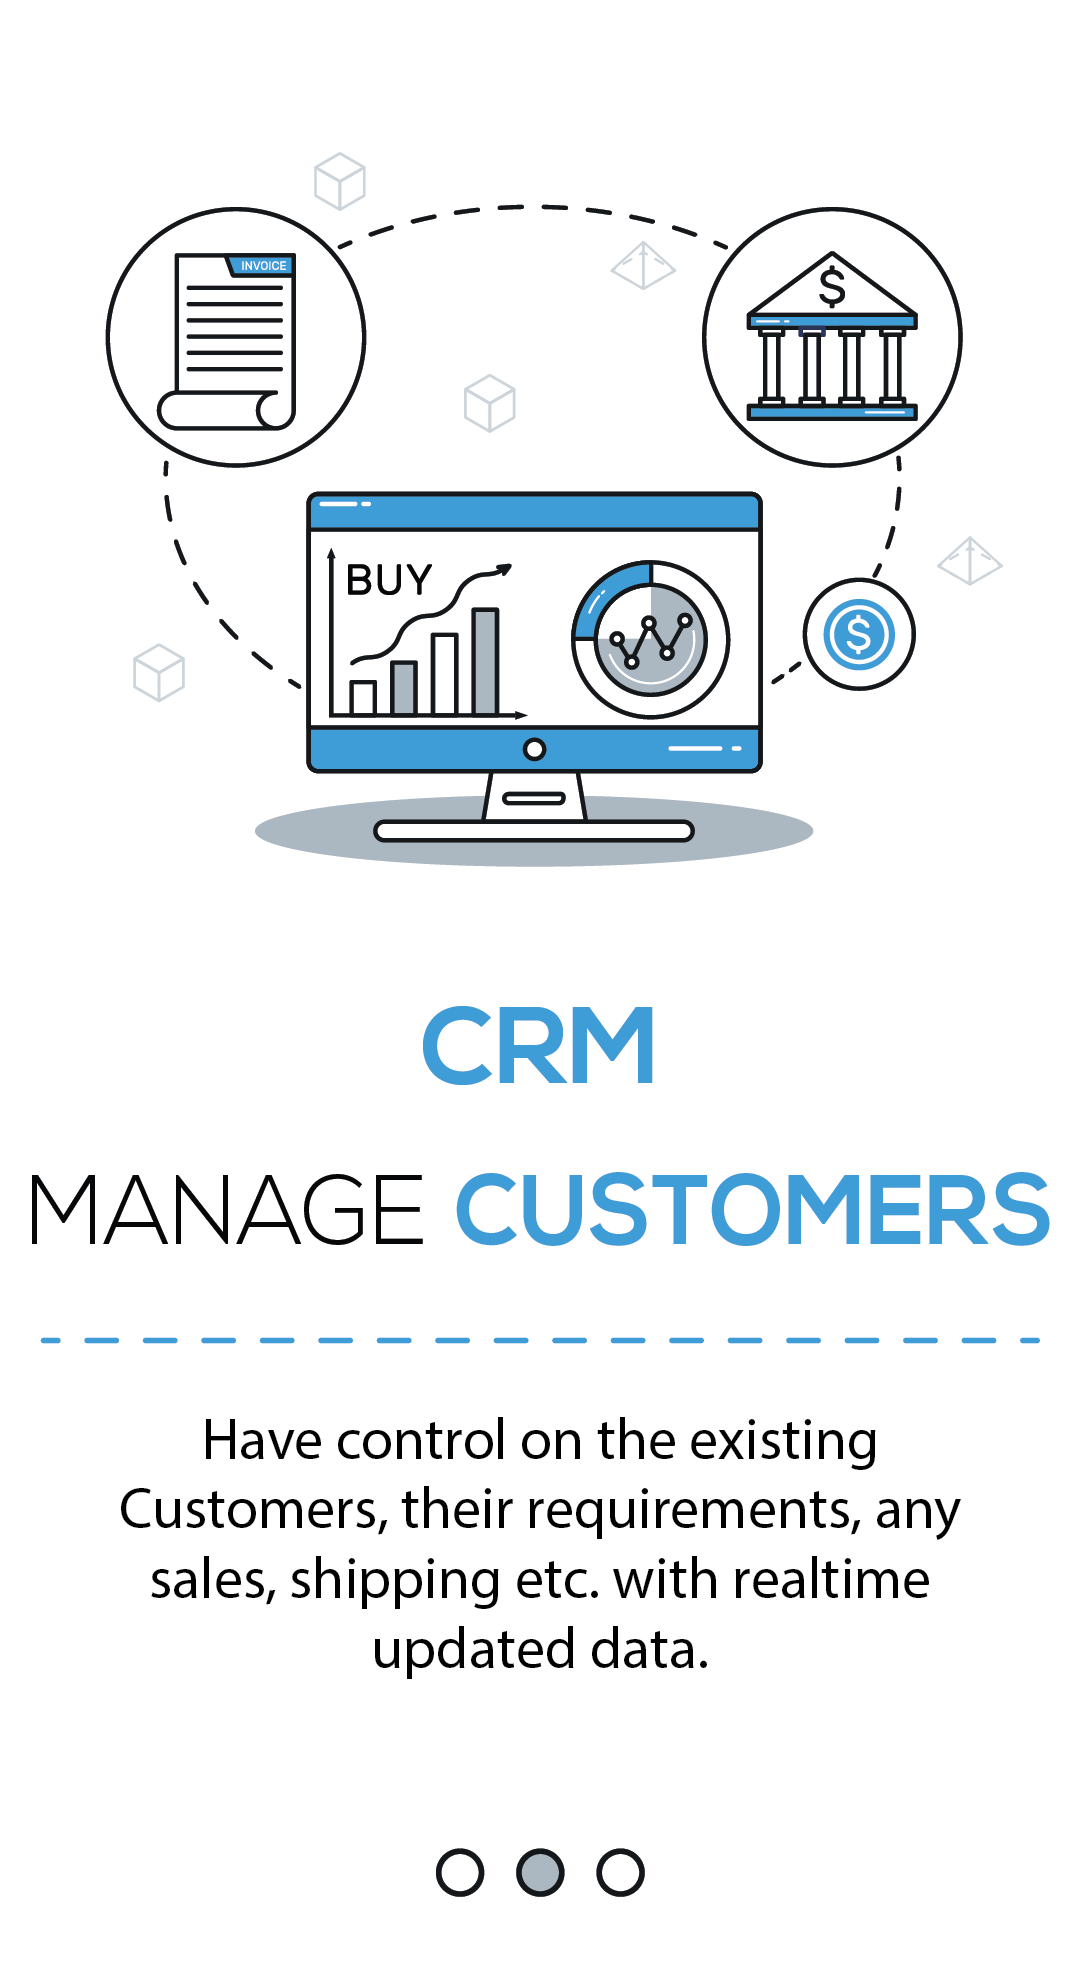 INVOICE
$
BUY
$
CRM
MANAGE CUSTOMERS
Have control on the existing
Customers, their requirements, any
sales, shipping etc. with realtime
updated data.